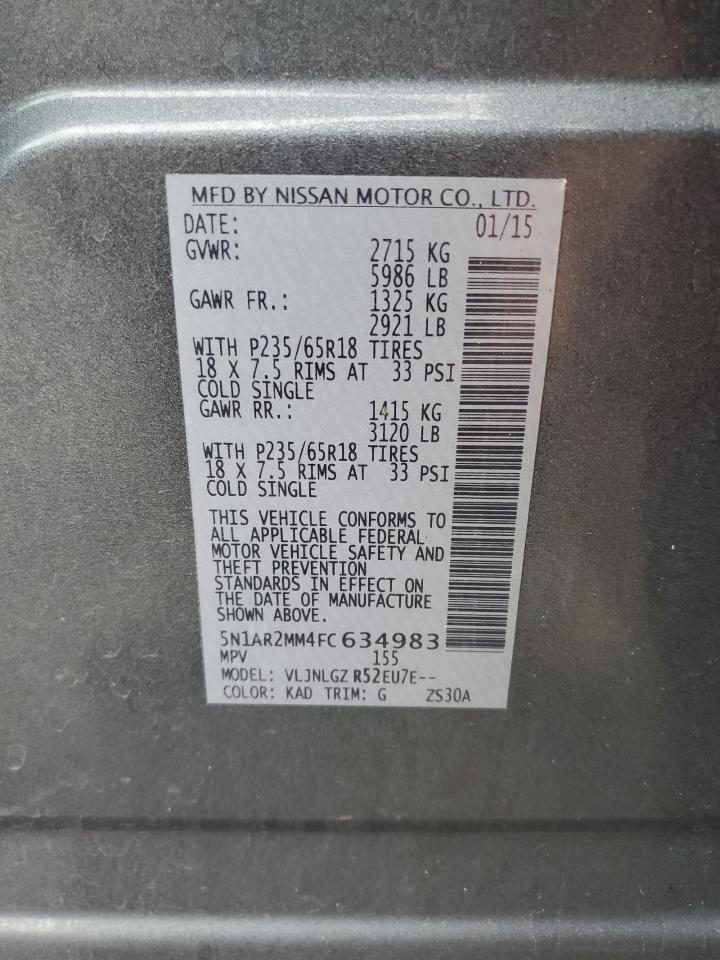 MFD BY NISSAN MOTOR CO., LTD.
DATE: 01/15
GVWR: 2715 KG
5986 LB
GAWR FR.: 1325 KG
2921 LB
WITH P235/65R18 TIRES
18 X 7.5 RIMS AT 33 PSI
COLD SINGLE
GAWR RR.: 1415 KG
3120 LB
WITH P235/65R18 TIRES
18 X 7.5 RIMS AT 33 PSI
COLD SINGLE
THIS VEHICLE CONFORMS TO
ALL APPLICABLE FEDERAL
MOTOR VEHICLE SAFETY AND
THEFT PREVENTION
STANDARDS IN EFFECT ON
THE DATE OF MANUFACTURE
SHOWN ABOVE.
5N1AR2MM4FC634983
MPV 155
MODEL: VLJNLGZ R52EU7E--
COLOR: KAD TRIM: G ZS30A